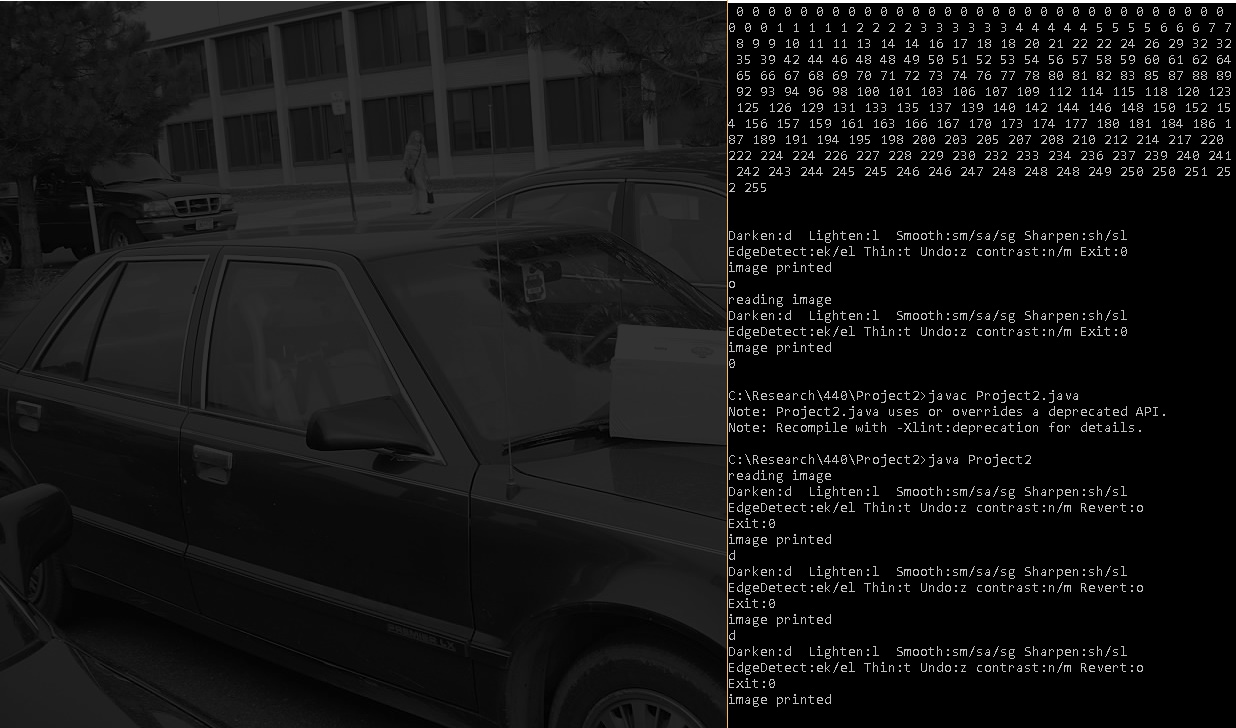 0 0 0 0 0 0 0 0 0 0 0 0 0 0 0 0 0 0 0 0 0 0 0 0 0 0 0 0 0 0 0
0 0 0 1 1 1 1 1 2 2 2 2 3 3 3 3 3 3 4 4 4 4 4 5 5 5 5 5 6 6 6 7 7
8 9 9 10 11 11 13 14 14 16 17 18 18 20 21 22 22 24 26 29 32 32
35 39 42 44 46 48 48 49 50 51 52 53 54 56 57 58 59 60 61 62 64
65 66 67 68 69 70 71 72 73 74 76 77 78 80 81 82 83 85 87 88 89
92 93 94 96 98 100 101 103 106 107 109 112 114 115 118 120 123
125 126 129 131 133 135 137 139 140 142 144 146 148 150 152 15
4 156 157 159 161 163 166 167 170 173 174 177 180 181 184 186 1
87 189 191 194 195 198 200 203 205 207 208 210 212 214 217 220
222 224 224 226 227 228 229 230 232 233 234 236 237 239 240 241
242 243 244 245 245 246 246 247 248 248 248 249 250 250 251 25
2 255
Darken:d  Lighten:l  Smooth:sm/sa/sg Sharpen:sh/sl
EdgeDetect:ek/el Thin:t Undo:z contrast:n/m Exit:0
image printed
o
reading image
Darken:d  Lighten:l  Smooth:sm/sa/sg Sharpen:sh/sl
EdgeDetect:ek/el Thin:t Undo:z contrast:n/m Exit:0
image printed
0
C:\Research\440\Project2>javac Project2.java
Note: Project2.java uses or overrides a deprecated API.
Note: Recompile with -Xlint:deprecation for details.
C:\Research\440\Project2>java Project2
reading image
Darken:d  Lighten:l  Smooth:sm/sa/sg Sharpen:sh/sl
EdgeDetect:ek/el Thin:t Undo:z contrast:n/m Revert:o
Exit:0
image printed
d
Darken:d  Lighten:l  Smooth:sm/sa/sg Sharpen:sh/sl
EdgeDetect:ek/el Thin:t Undo:z contrast:n/m Revert:o
Exit:0
image printed
d
Darken:d  Lighten:l  Smooth:sm/sa/sg Sharpen:sh/sl
EdgeDetect:ek/el Thin:t Undo:z contrast:n/m Revert:o
Exit:0
image printed